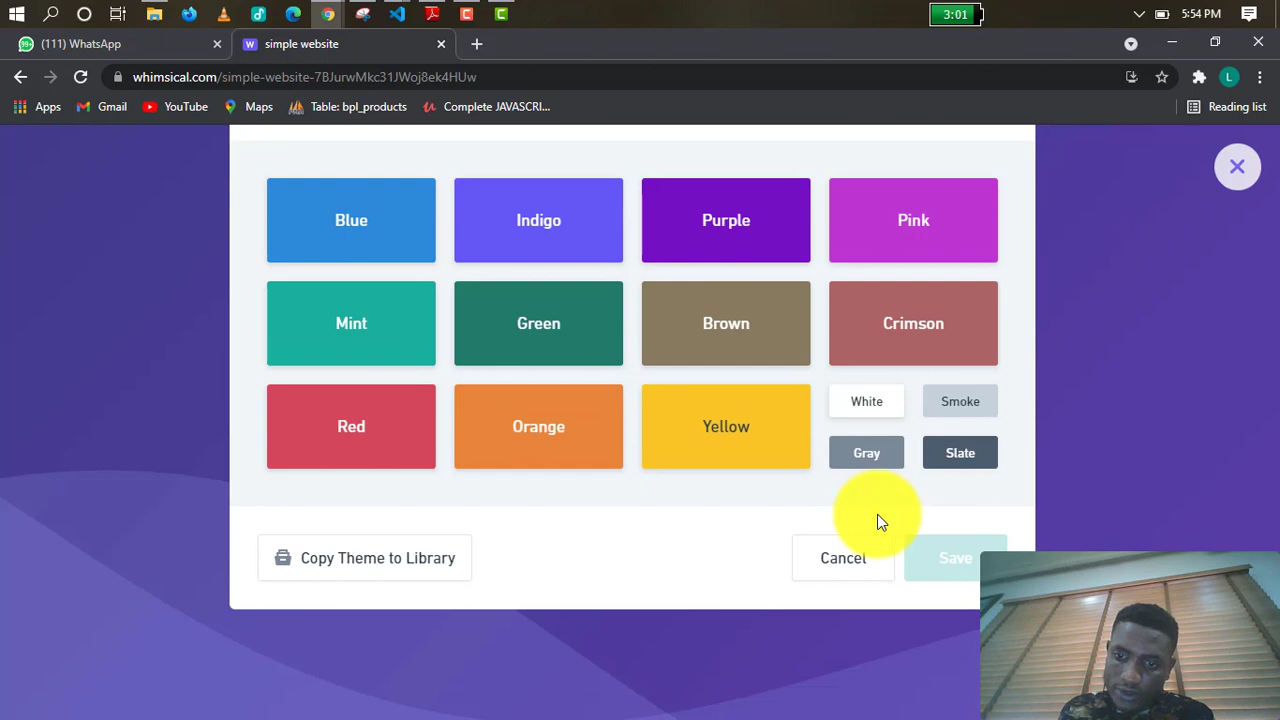 3:01
5:54 PM
99+
(111) WhatsApp
W
simple website
whimsical.com/simple-website-7BJurwMkc31JWoj8ek4HUw
L
Apps
Gmail
YouTube
Maps
Table: bpl_products
Complete JAVASCRI...
Reading list
Blue
Indigo
Purple
Pink
Mint
Green
Brown
Crimson
Red
Orange
Yellow
White
Smoke
Gray
Slate
Copy Theme to Library
Cancel
Save